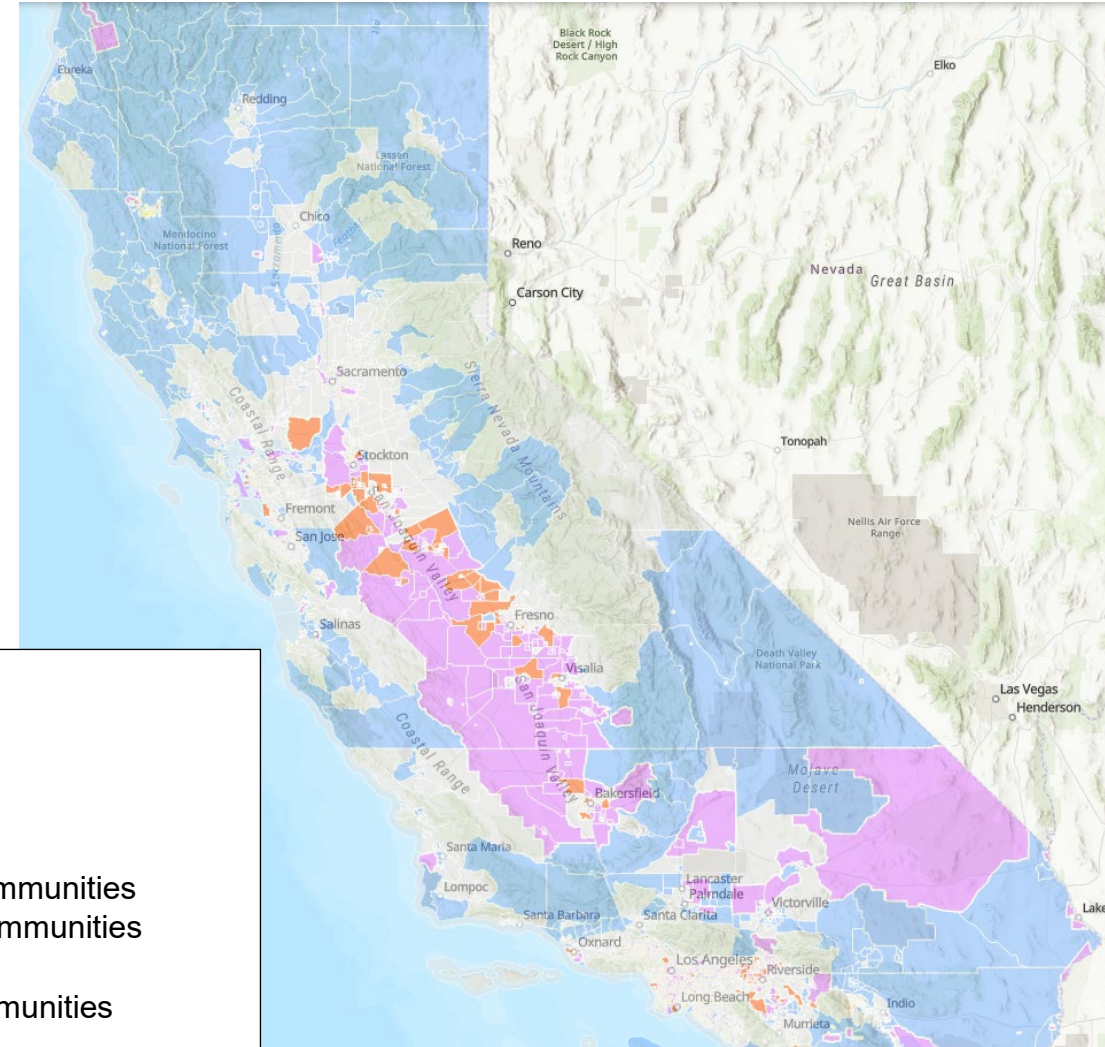 Black Rock
Desert / High
Rock Canyon
Elko
Eureka
Redding
Lassen
National Forest
Chico
Mendocino
National Forest
Sacramento
Feather
Reno
Nevada
Great Basin
Carson City
Sacramento
Sierra Nevada Mountains
Coastal Range
Tonopah
Stockton
San Joaquin Valley
Fremont
San Jose
Nellis Air Force
Range
Fresno
Salinas
Death Valley
National Park
Visalia
Las Vegas
Henderson
San Joaquin Valley
Coastal Range
Mojave
Desert
Bakersfield
Santa Maria
Lompoc
Lancaster
Palmdale
Victorville
Lake
Santa Barbara
Santa Clarita
Oxnard
Los Angeles
Riverside
Long Beach
Indio
Murrieta
mmunities
mmunities
munities